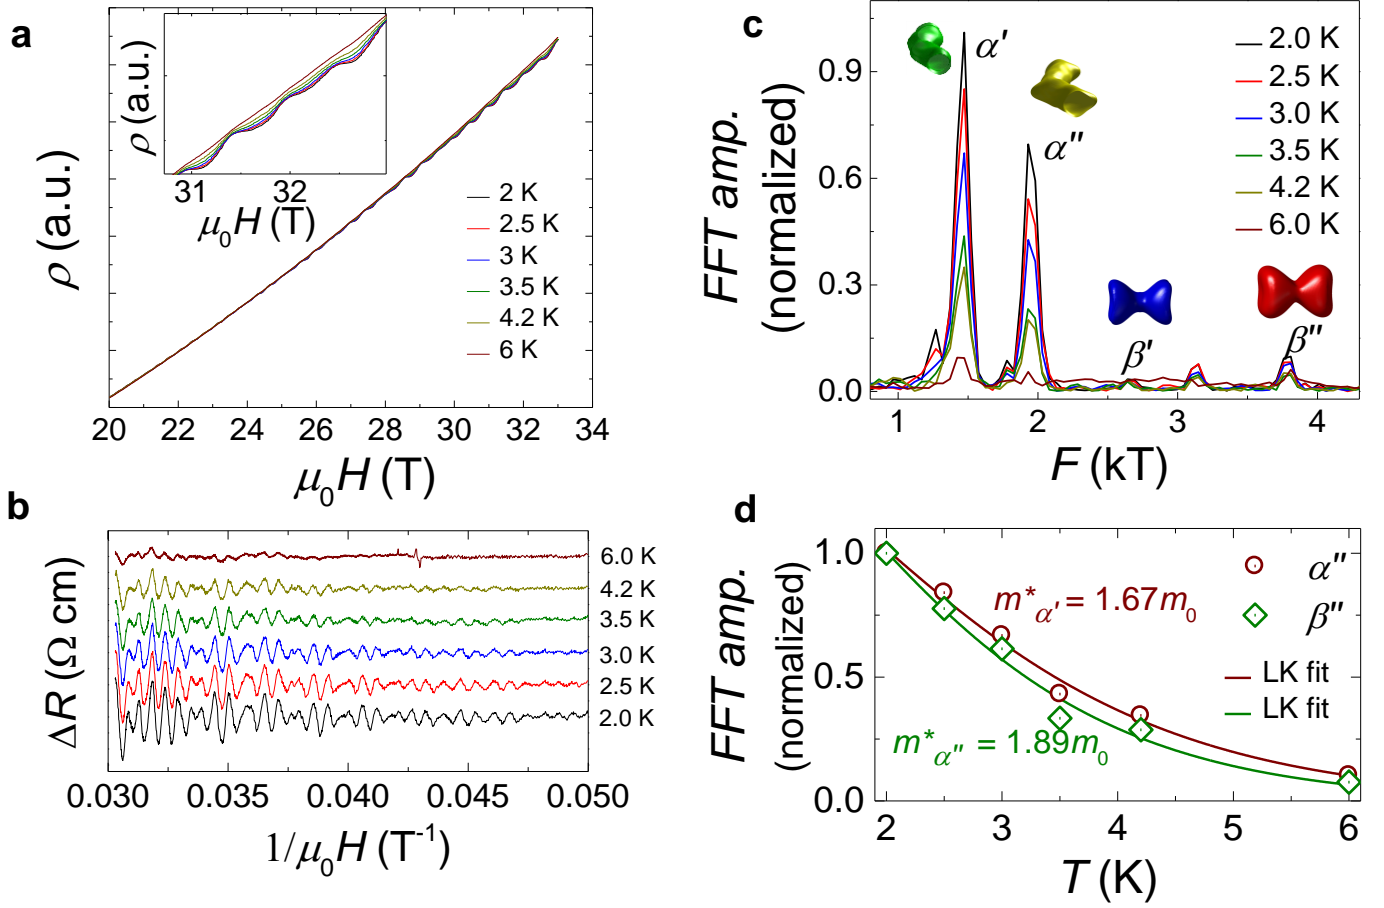 a
ρ (a.u.)
μ0H (T)
20 22 24 26 28 30 32 34
2 K
2.5 K
3 K
3.5 K
4.2 K
6 K
ρ (a.u.)
31 32
μ0H (T)
b
ΔR (Ω cm)
6.0 K
4.2 K
3.5 K
3.0 K
2.5 K
2.0 K
0.030 0.035 0.040 0.045 0.050
1/μ0H (T-1)
c
FFT amp.
(normalized)
0.9
0.6
0.3
0.0
α'
α"
β'
β"
2.0 K
2.5 K
3.0 K
3.5 K
4.2 K
6.0 K
1 2 3 4
F (kT)
d
FFT amp.
(normalized)
1.0
0.5
0.0
m*α' = 1.67m0
m*α" = 1.89m0
α"
β"
LK fit
LK fit
2 3 4 5 6
T (K)